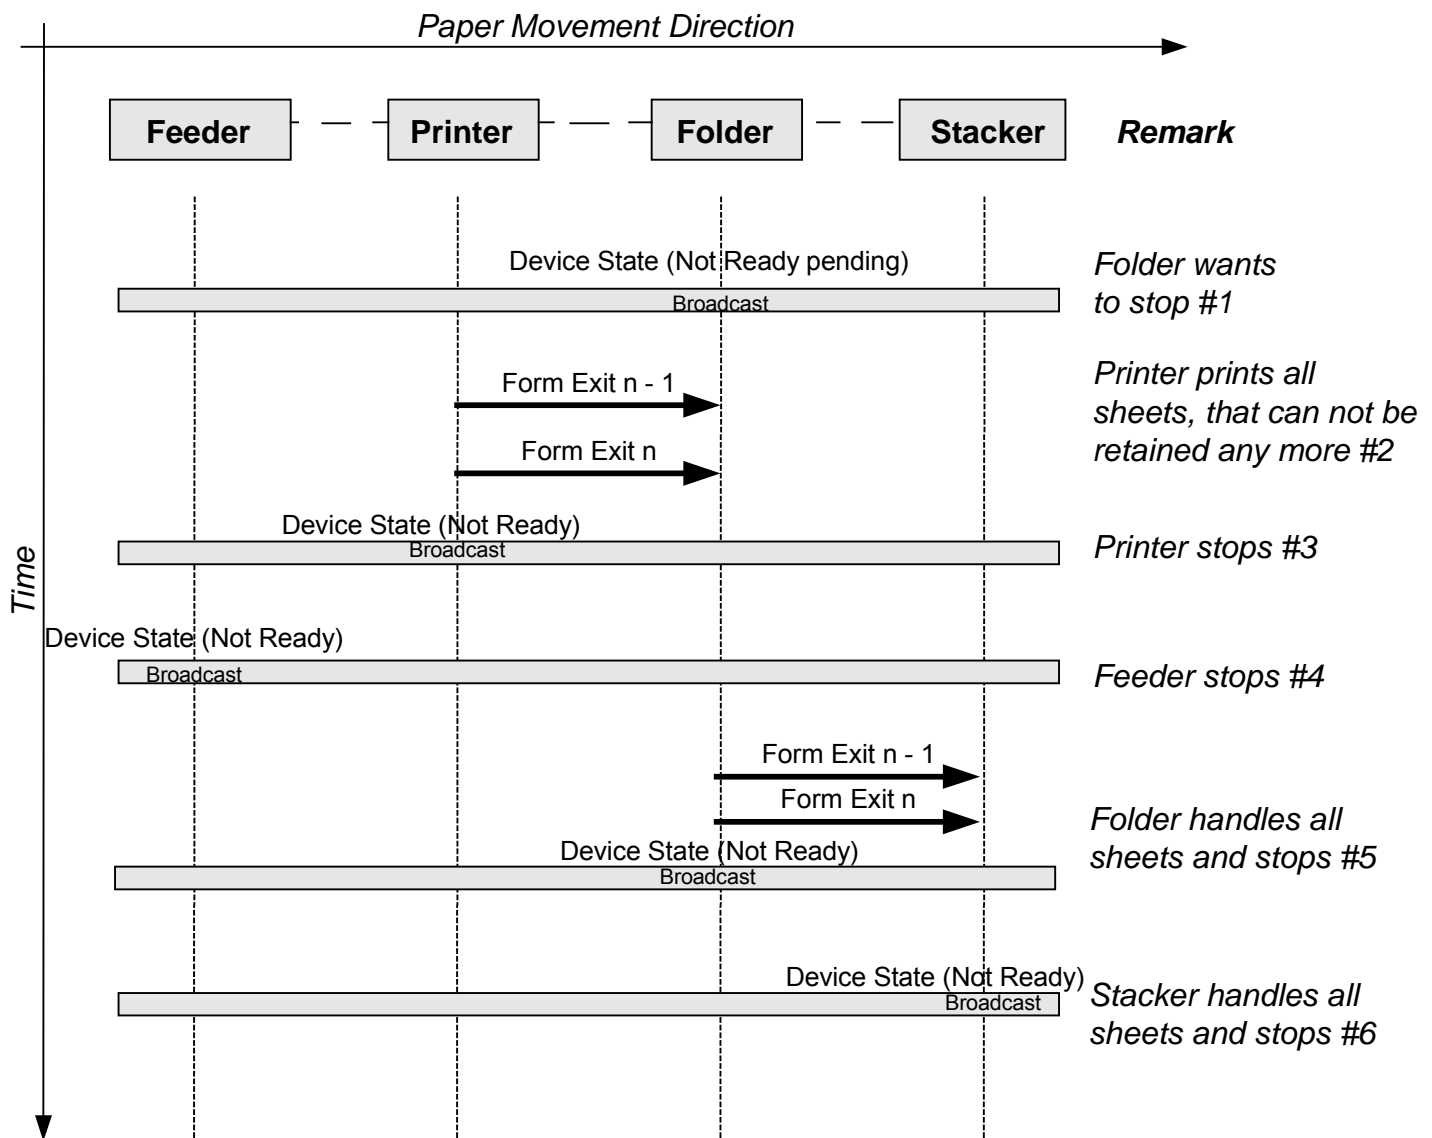 Paper Movement Direction
Feeder
Printer
Folder
Stacker
Remark
Device State (Not Ready pending)
Broadcast
Folder wants
to stop #1
Form Exit n - 1
Form Exit n
Printer prints all
sheets, that can not be
retained any more #2
Device State (Not Ready)
Broadcast
Printer stops #3
Time
Device State (Not Ready)
Broadcast
Feeder stops #4
Form Exit n - 1
Form Exit n
Device State (Not Ready)
Broadcast
Folder handles all
sheets and stops #5
Device State (Not Ready)
Broadcast
Stacker handles all
sheets and stops #6